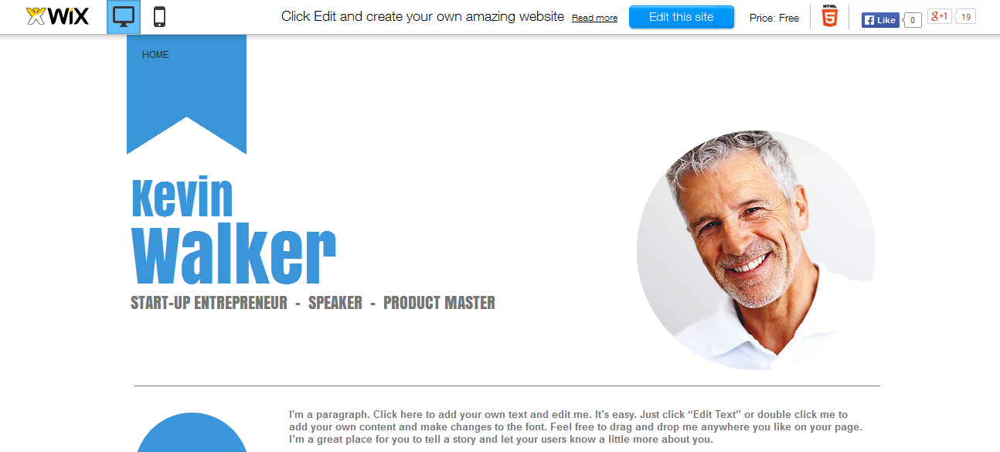 WiX
Click Edit and create your own amazing website Read more Edit this site Price: Free HTML 5 Like 0 g+1 19
HOME
Kevin
Walker
START-UP ENTREPRENEUR - SPEAKER - PRODUCT MASTER
I'm a paragraph. Click here to add your own text and edit me. It’s easy. Just click “Edit Text” or double click me to
add your own content and make changes to the font. Feel free to drag and drop me anywhere you like on your page.
I’m a great place for you to tell a story and let your users know a little more about you.